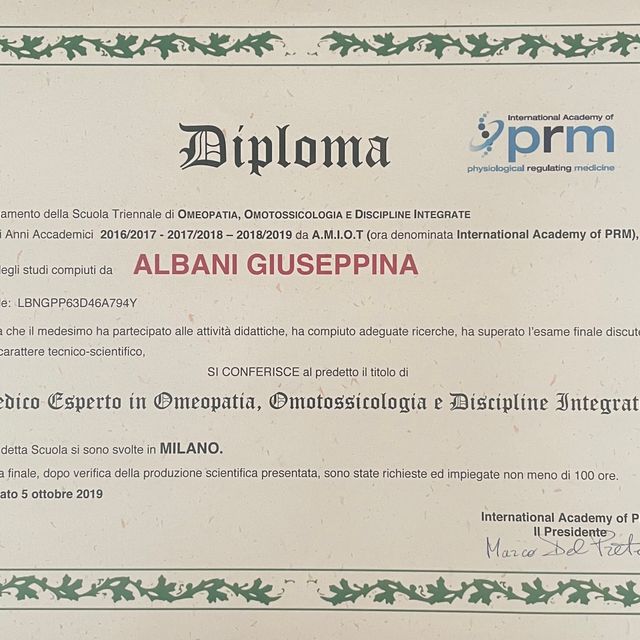 Diploma
International Academy of
prm
physiological regulating medicine
amento della Scuola Triennale di OMEOPATIA, OMOTOSSICOLOGIA E DISCIPLINE INTEGRATE
i Anni Accademici 2016/2017 - 2017/2018 – 2018/2019 da A.M.I.O.T (ora denominata International Academy of PRM),
legli studi compiuti da ALBANI GIUSEPPINA
le: LBNGPP63D46A794Y
a che il medesimo ha partecipato alle attività didattiche, ha compiuto adeguate ricerche, ha superato l'esame finale discute
carattere tecnico-scientifico,
SI CONFERISCE al predetto il titolo di
edico Esperto in Omeopatia, Omotossicologia e Discipline Integrat
detta Scuola si sono svolte in MILANO.
a finale, dopo verifica della produzione scientifica presentata, sono state richieste ed impiegate non meno di 100 ore.
ato 5 ottobre 2019
International Academy of P
Il Presidente
Marco Del Prete